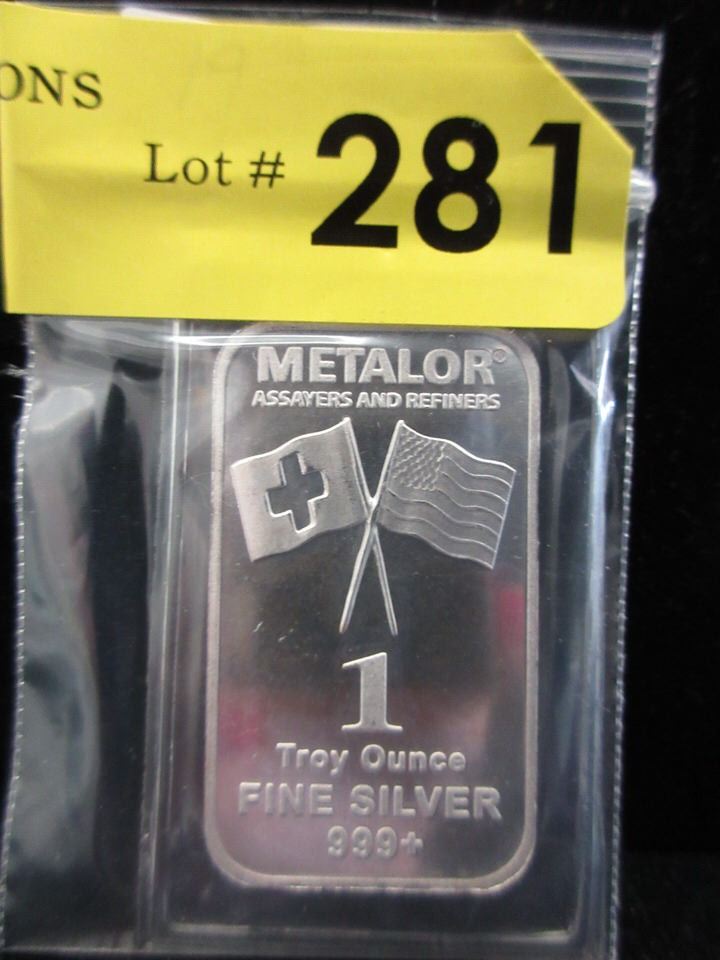 ONS
Lot # 281
METALOR®
ASSAYERS AND REFINERS
1
Troy Ounce
FINE SILVER
999+